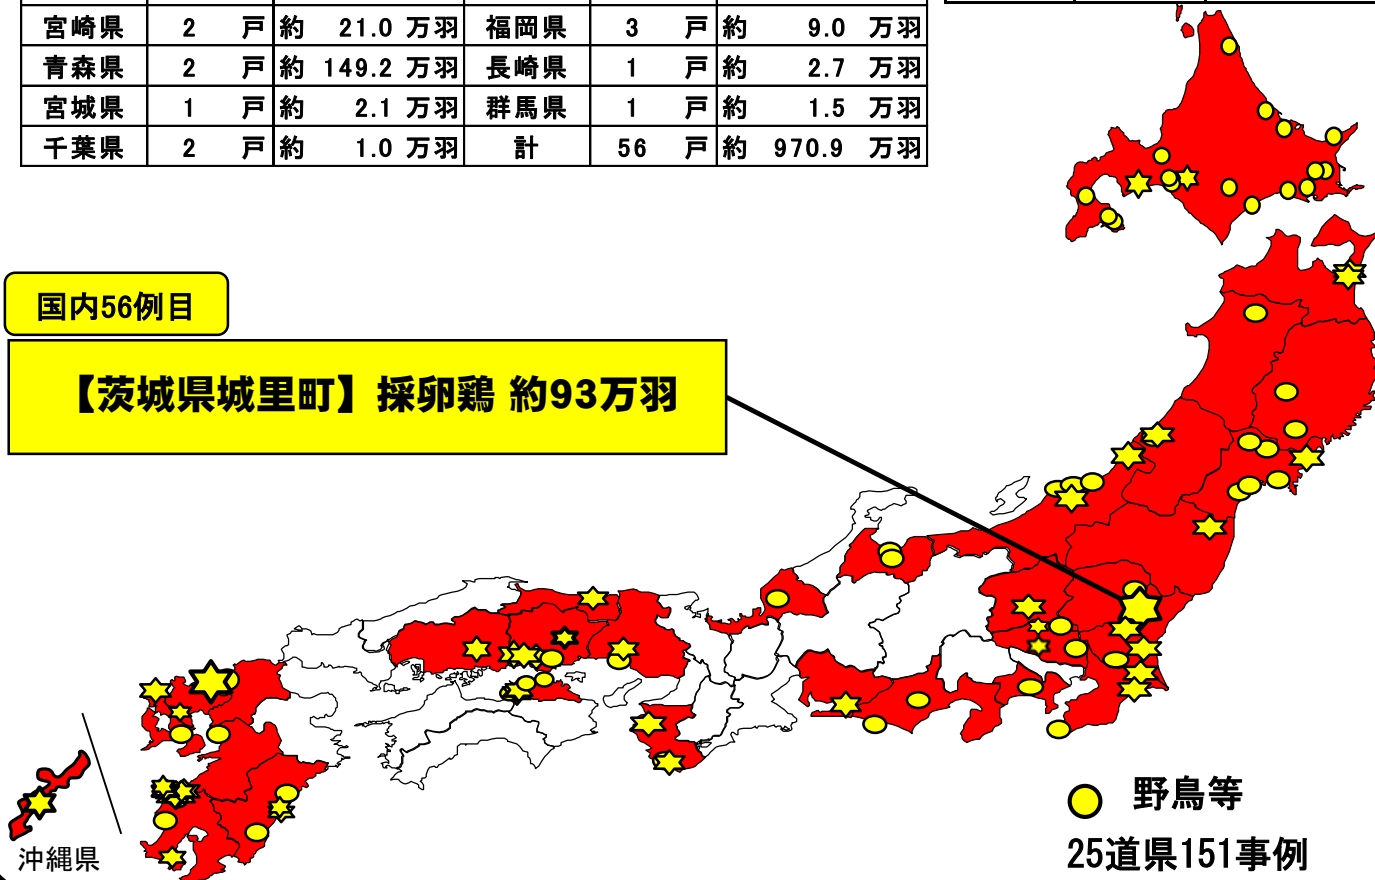 宮崎県 2 戸 約 21.0 万羽 福岡県 3 戸 約 9.0 万羽
青森県 2 戸 約 149.2 万羽 長崎県 1 戸 約 2.7 万羽
宮城県 1 戸 約 2.1 万羽 群馬県 1 戸 約 1.5 万羽
千葉県 2 戸 約 1.0 万羽 計 56 戸 約 970.9 万羽
国内56例目
【茨城県城里町】採卵鶏 約93万羽
野鳥等
25道県151事例
沖縄県